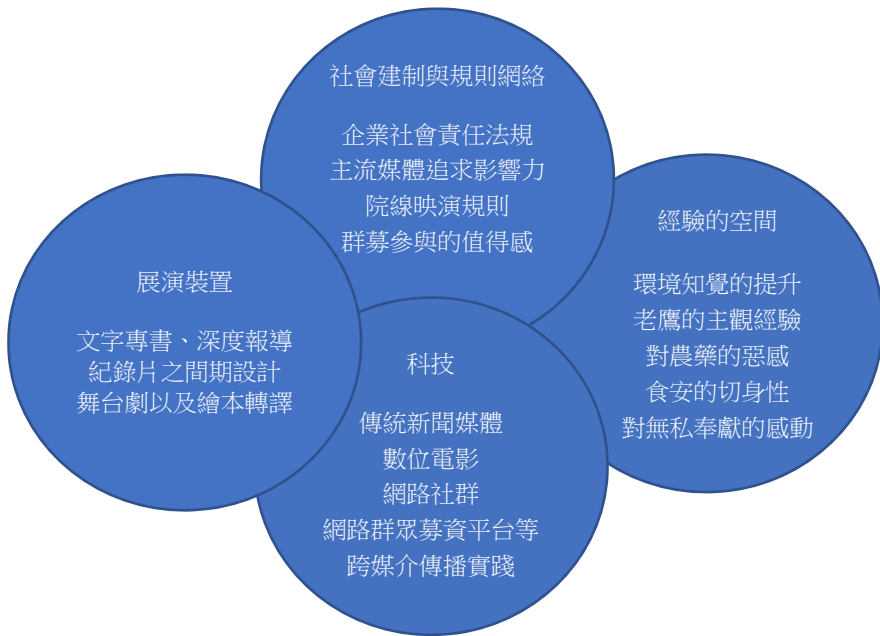 社會建制與規則網絡
企業社會責任法規
主流媒體追求影響力
院線映演規則
群募參與的值得感
展演裝置
文字專書、深度報導
紀錄片之間期設計
舞台劇以及繪本轉譯
科技
傳統新聞媒體
數位電影
網路社群
網路群眾募資平台等
跨媒介傳播實踐
經驗的空間
環境知覺的提升
老鷹的主觀經驗
對農藥的惡感
食安的切身性
對無私奉獻的感動